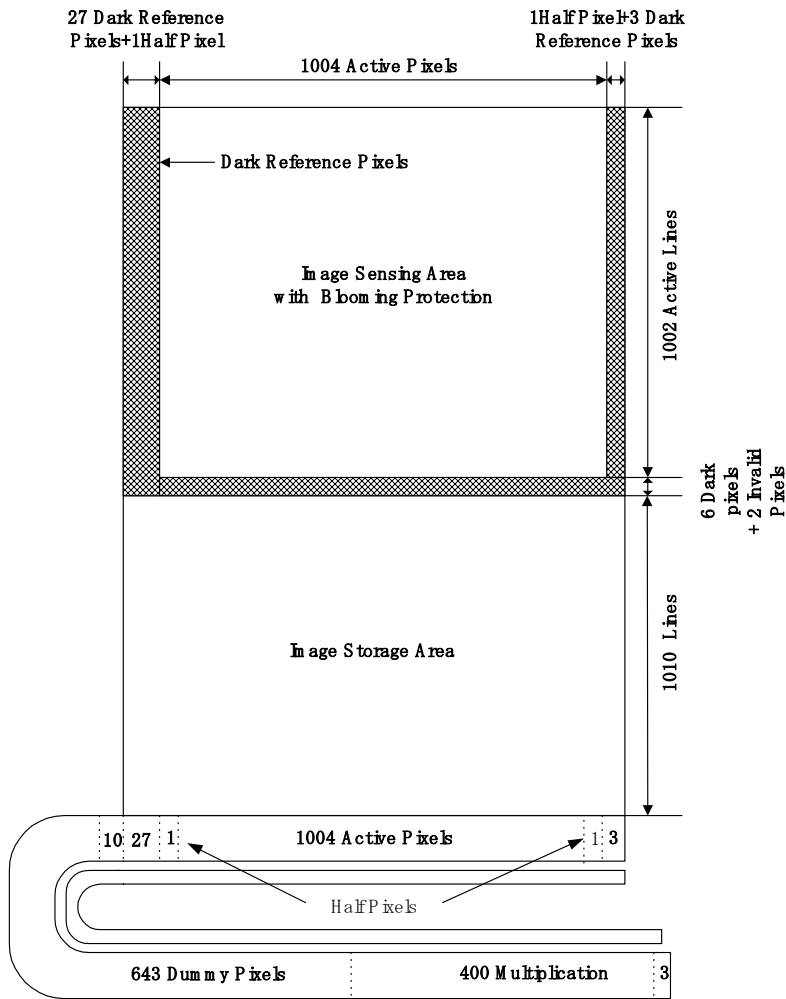 27 Dark Reference
Pixels+1Half Pixel
1Half Pixel+3 Dark
Reference Pixels
1004 Active Pixels
Dark Reference Pixels
Image Sensing Area
with Blooming Protection
1002 Active Lines
6 Dark
pixels
+ 2 Invalid
Pixels
Image Storage Area
1010 Lines
10 27 1 1004 Active Pixels 1 3
Half Pixels
643 Dummy Pixels 400 Multiplication 3